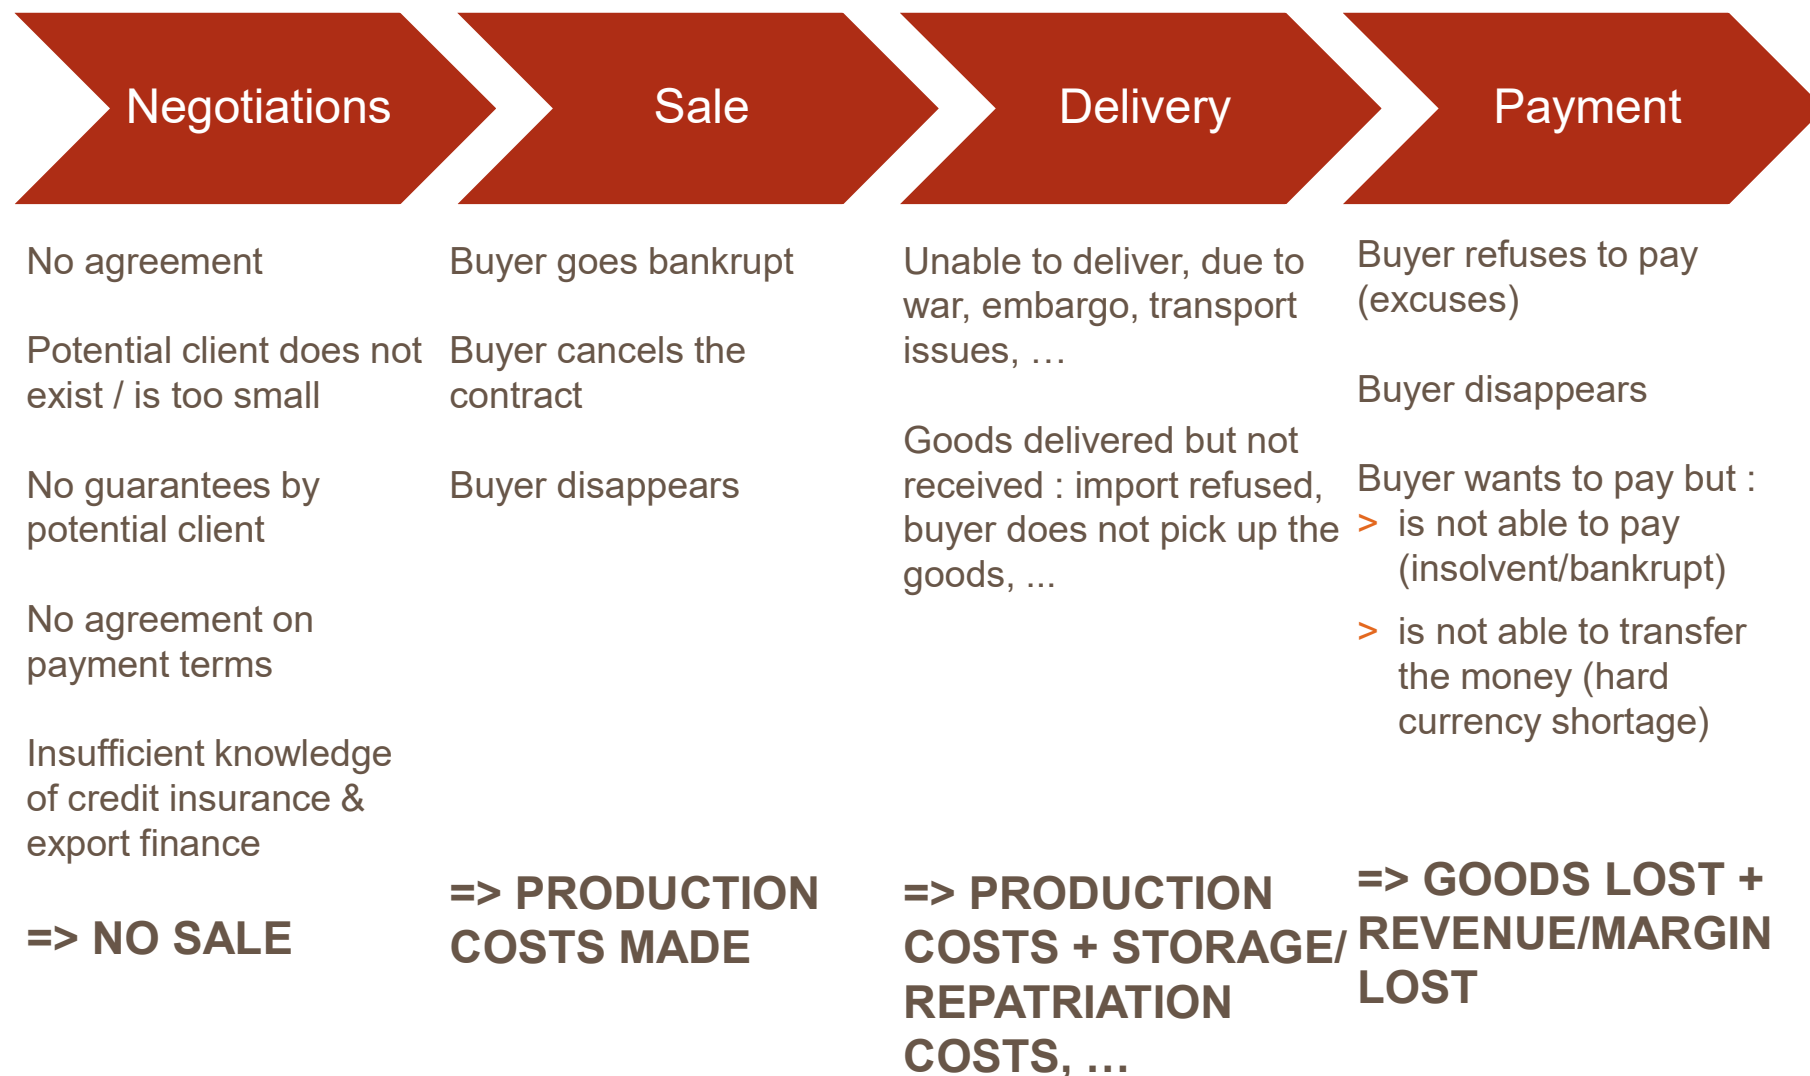 Negotiations
Sale
Delivery
Payment
No agreement
Potential client does not
exist / is too small
No guarantees by
potential client
No agreement on
payment terms
Insufficient knowledge
of credit insurance &
export finance
=> NO SALE
Buyer goes bankrupt
Buyer cancels the
contract
Buyer disappears
=> PRODUCTION
COSTS MADE
Unable to deliver, due to
war, embargo, transport
issues, …
Goods delivered but not
received : import refused,
buyer does not pick up the
goods, ...
=> PRODUCTION
COSTS + STORAGE/
REPATRIATION
COSTS, …
Buyer refuses to pay
(excuses)
Buyer disappears
Buyer wants to pay but :
> is not able to pay
(insolvent/bankrupt)
> is not able to transfer
the money (hard
currency shortage)
=> GOODS LOST +
REVENUE/MARGIN
LOST